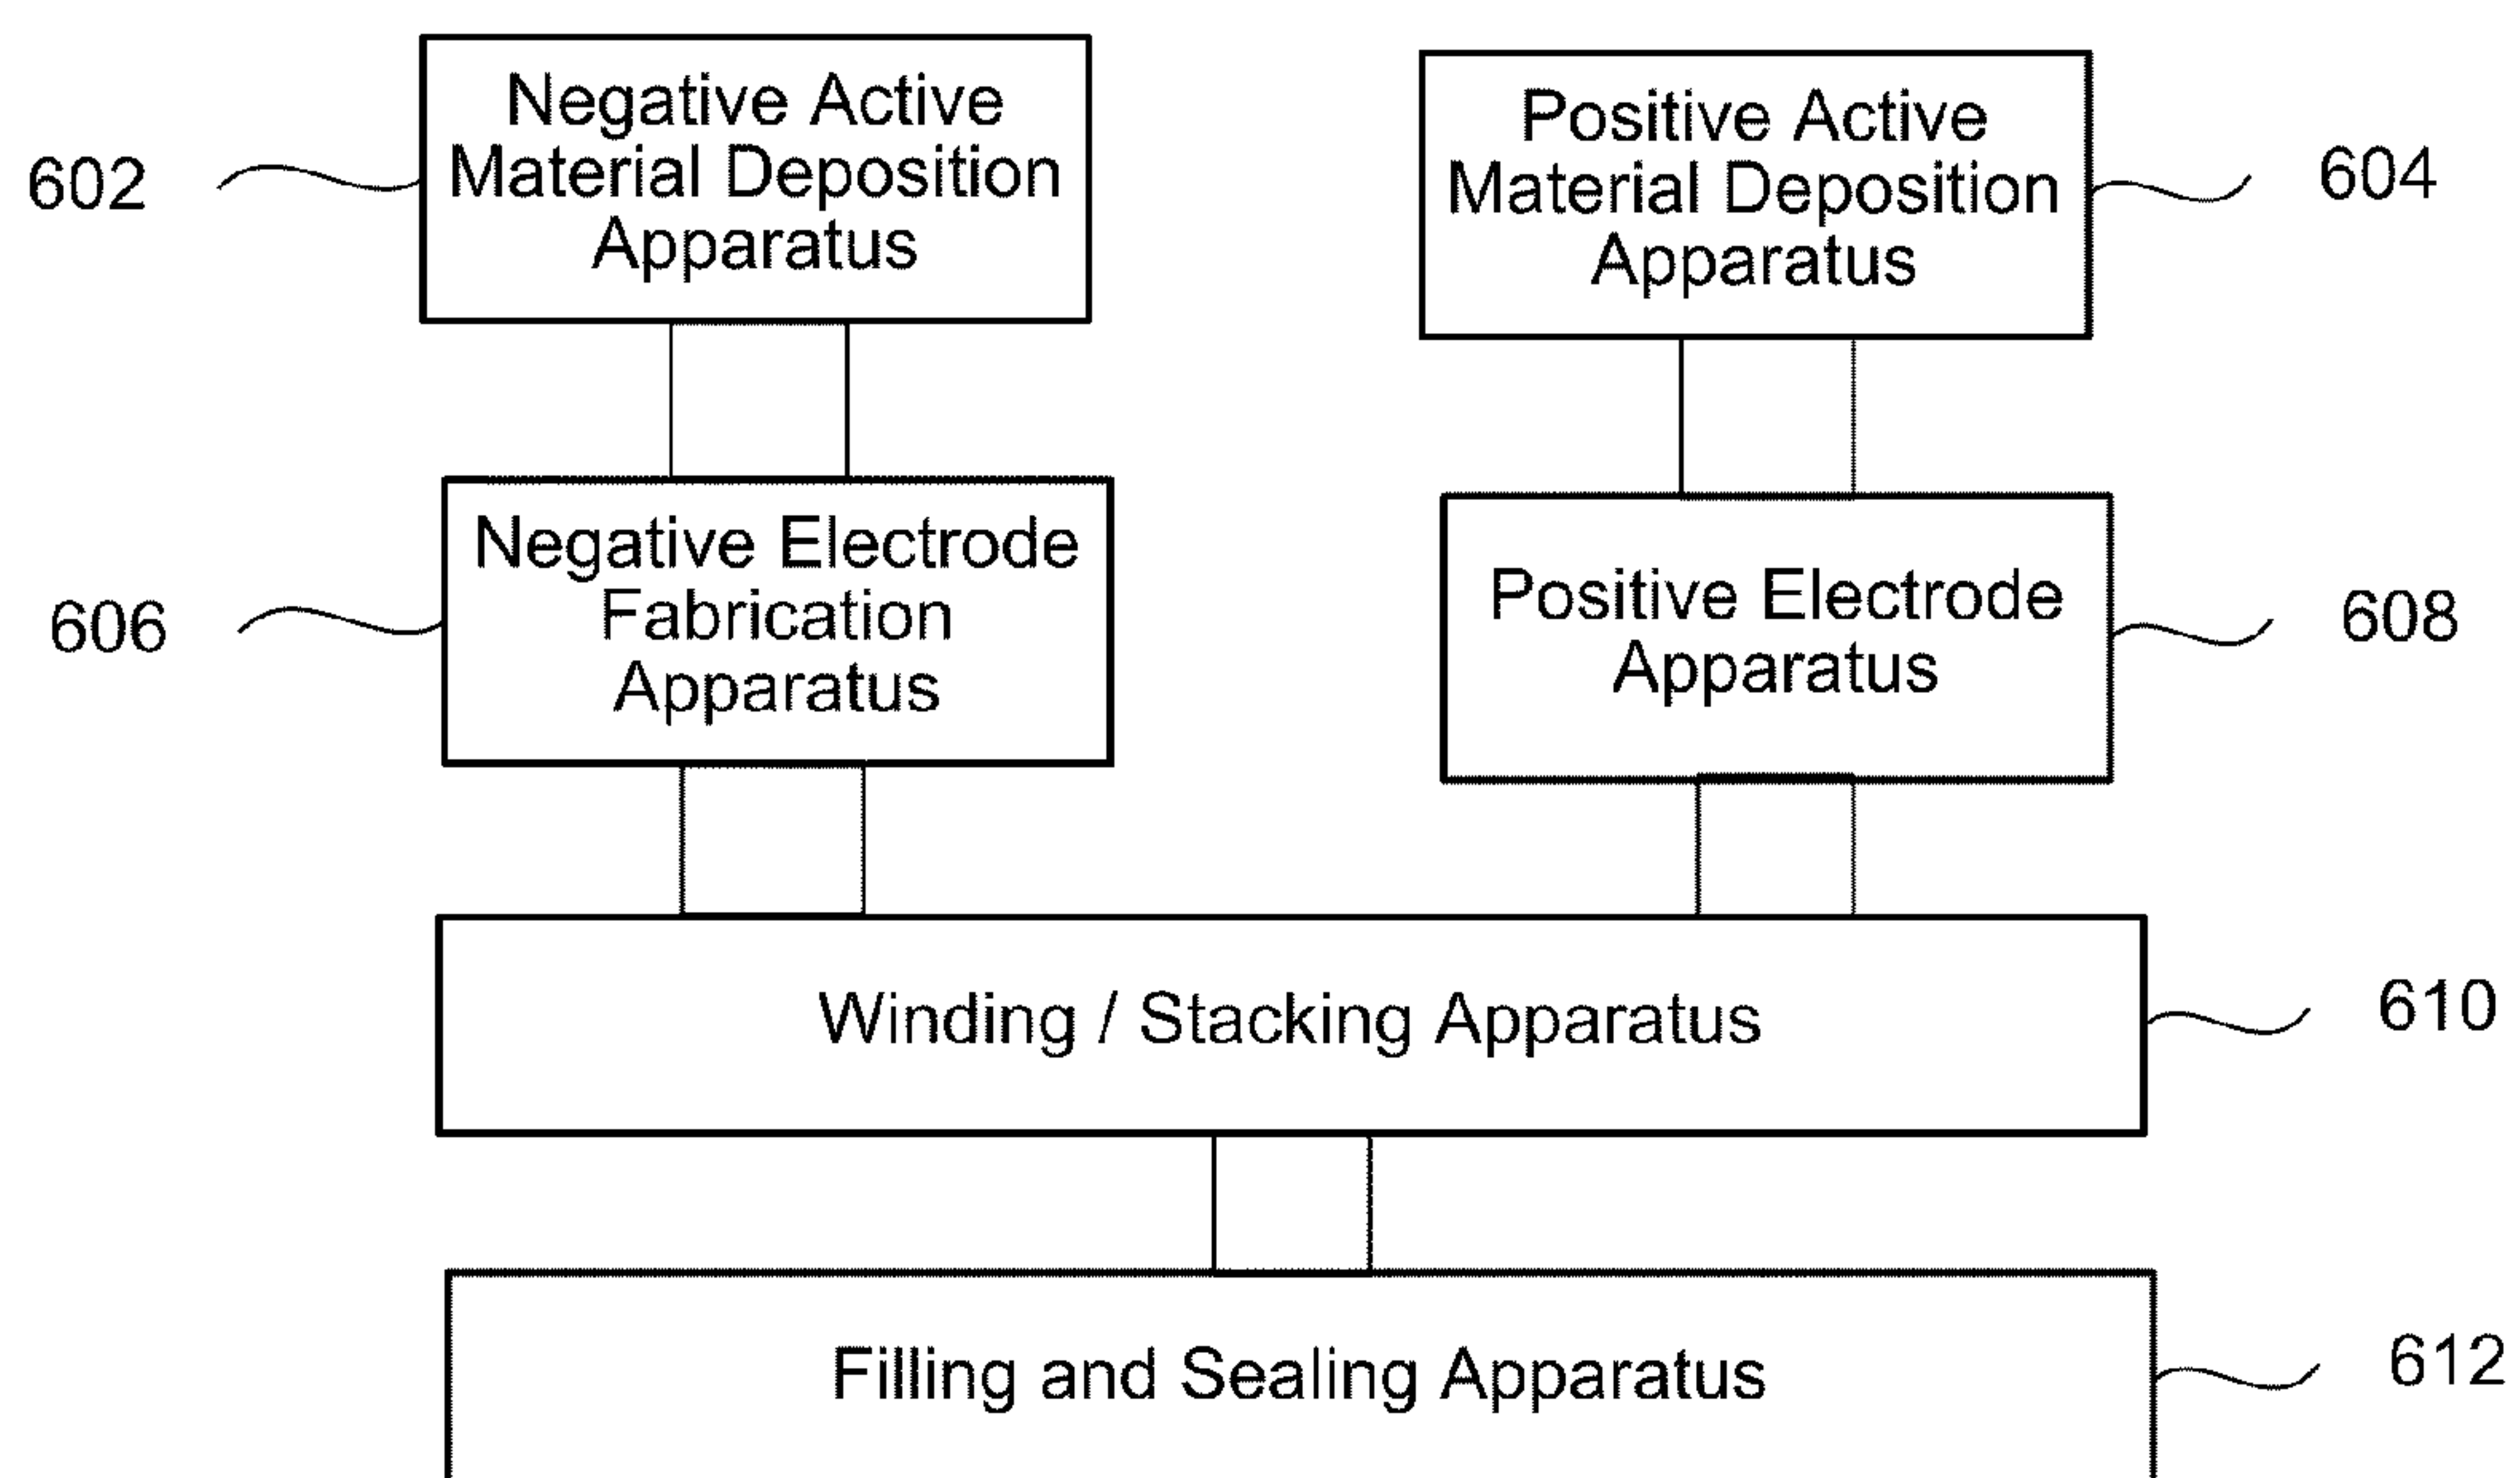 Negative Active
Material Deposition
Apparatus
602
Positive Active
Material Deposition
Apparatus
604
Negative Electrode
Fabrication
Apparatus
606
Positive Electrode
Apparatus
608
Winding / Stacking Apparatus
610
Filling and Sealing Apparatus
612